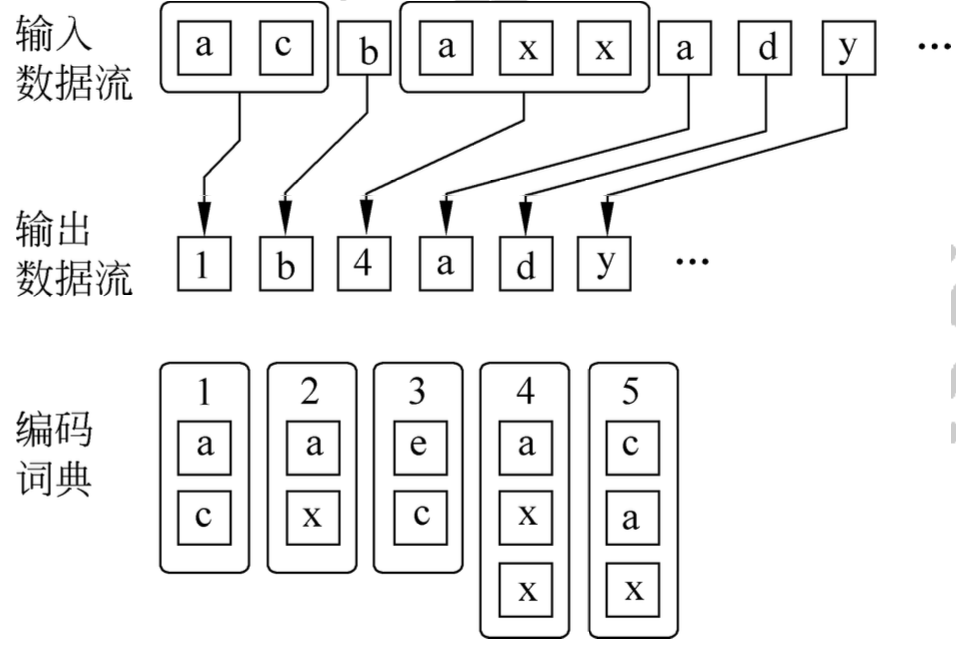 输入
数据流
a c b a x x a d y …
输出
数据流
1 b 4 a d y …
编码
词典
1 2 3 4 5
a a e a c
c x c x a
x x